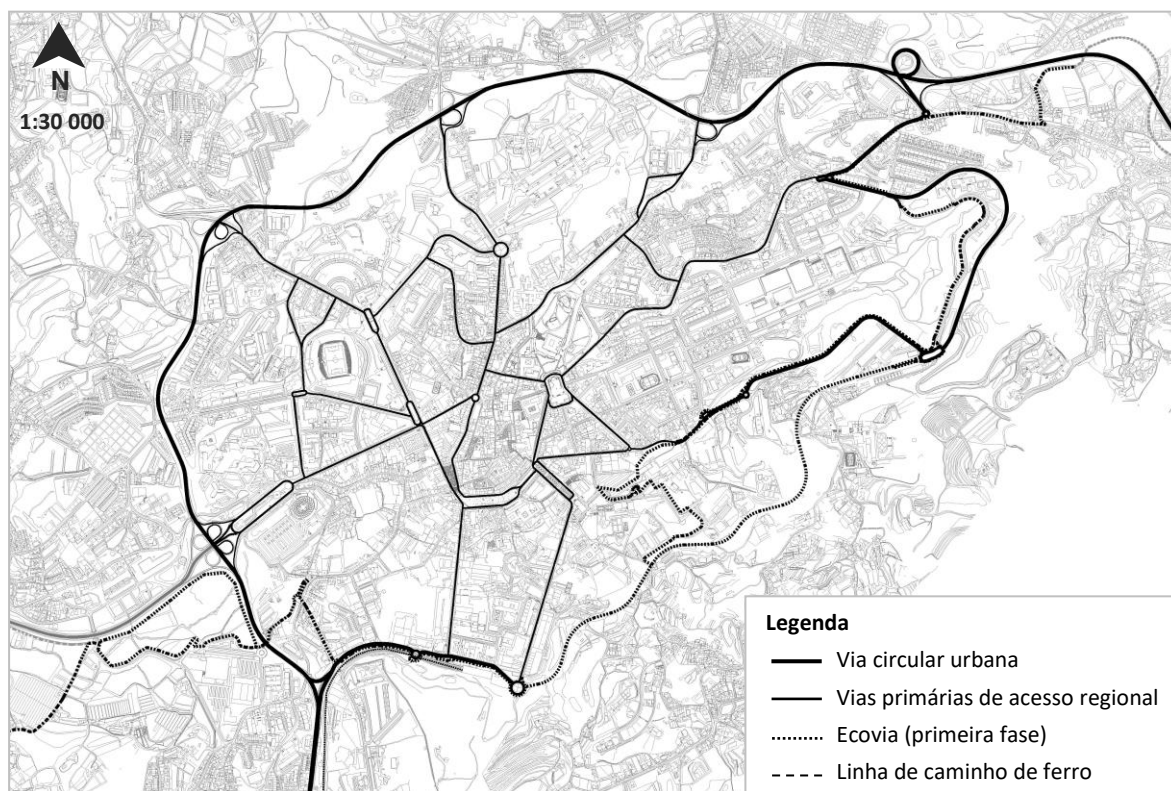 N
1:30 000
Legenda
Via circular urbana
Vias primárias de acesso regional
Ecovia (primeira fase)
Linha de caminho de ferro